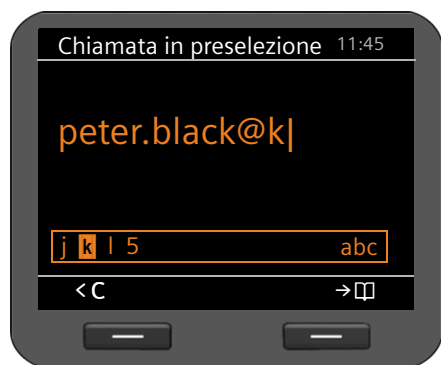 Chiamata in preselezione 11:45
peter.black@k|
j k l 5 abc
<C →